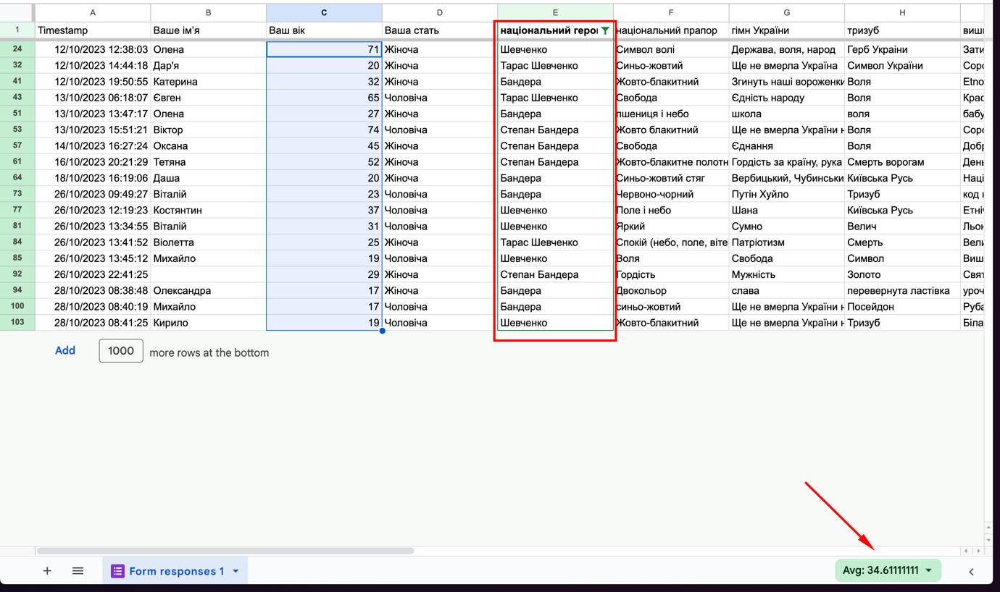 A B C D E F G H
1 Timestamp Ваше ім'я Ваш вік Ваша стать національний геро національний прапор гімн України тризуб
24 12/10/2023 12:38:03 Олена 71 Жіноча Шевченко Символ волі Держава, воля, народ Герб України Зати
32 12/10/2023 14:44:18 Дар'я 20 Жіноча Тарас Шевченко Синьо-жовтий Ще не вмерла Україна Символ України Соро
41 12/10/2023 19:50:55 Катерина 32 Жіноча Бандера Жовто-блакитний Згинуть наші вороженки Воля Etno
43 13/10/2023 06:18:07 Євген 65 Чоловіча Тарас Шевченко Свобода Єдність народу Воля Крас
51 13/10/2023 13:47:17 Олена 27 Жіноча Бандера пшениця і небо школа воля бабу
53 13/10/2023 15:51:21 Віктор 74 Чоловіча Степан Бандера Жовто блакитний Ще не вмерла України Воля Соро
57 14/10/2023 16:27:24 Оксана 45 Жіноча Степан Бандера Свобода Єднання Воля Добр
61 16/10/2023 20:21:29 Тетяна 52 Жіноча Степан Бандера Жовто-блакитне полотн Гордість за країну, рука Смерть ворогам День
64 18/10/2023 16:19:06 Даша 20 Жіноча Бандера Синьо-жовтий стяг Вербицький, Чубинськи Київська Русь Наці
73 26/10/2023 09:49:27 Віталій 23 Чоловіча Бандера Червоно-чорний Путін Хуйло Тризуб код
77 26/10/2023 12:19:23 Костянтин 37 Чоловіча Шевченко Поле і небо Шана Київська Русь Етні
81 26/10/2023 13:34:55 Віталій 31 Чоловіча Шевченко Яркий Сумно Велич Льон
84 26/10/2023 13:41:52 Віолетта 25 Жіноча Тарас Шевченко Спокій (небо, поле, віте Патріотизм Смерть Вели
85 26/10/2023 13:45:12 Михайло 19 Чоловіча Шевченко Воля Свобода Символ Виш
92 26/10/2023 22:41:25 29 Жіноча Степан Бандера Гордість Мужність Золото Свят
94 28/10/2023 08:38:48 Олександра 17 Жіноча Бандера Двокольор слава перевернута ластівка уроч
100 28/10/2023 08:40:19 Михайло 17 Чоловіча Бандера синьо-жовтий Ще не вмерла України Посейдон Руба
103 28/10/2023 08:41:25 Кирило 19 Чоловіча Шевченко Жовто-блакитний Ще не вмерла України Тризуб Біла
Add 1000 more rows at the bottom
Form responses 1 Avg: 34.61111111